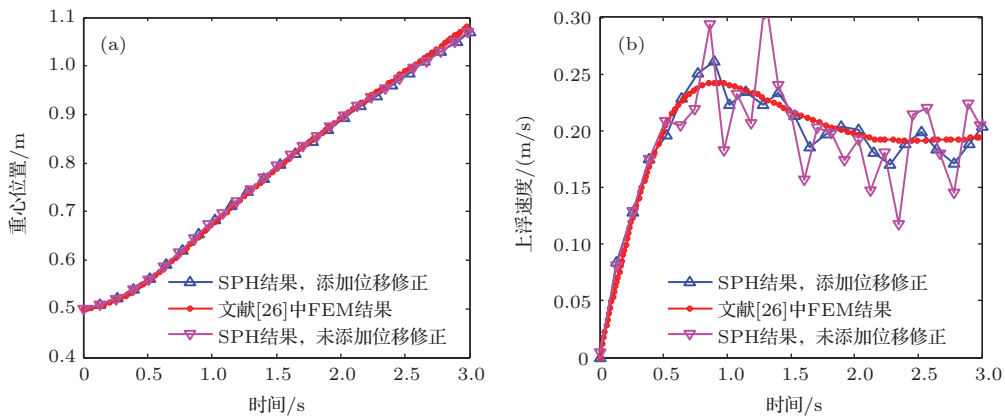 1.1
1.0
0.9
0.8
0.7
0.6
0.5
0.4
重心位置/m
(a)
SPH结果，添加位移修正
文献[26]中FEM结果
SPH结果，未添加位移修正
0
0.5
1.0
1.5
2.0
2.5
3.0
时间/s
0.30
0.25
0.20
0.15
0.10
0.05
0
上浮速度/(m/s)
(b)
SPH结果，添加位移修正
文献[26]中FEM结果
SPH结果，未添加位移修正
0
0.5
1.0
1.5
2.0
2.5
3.0
时间/s